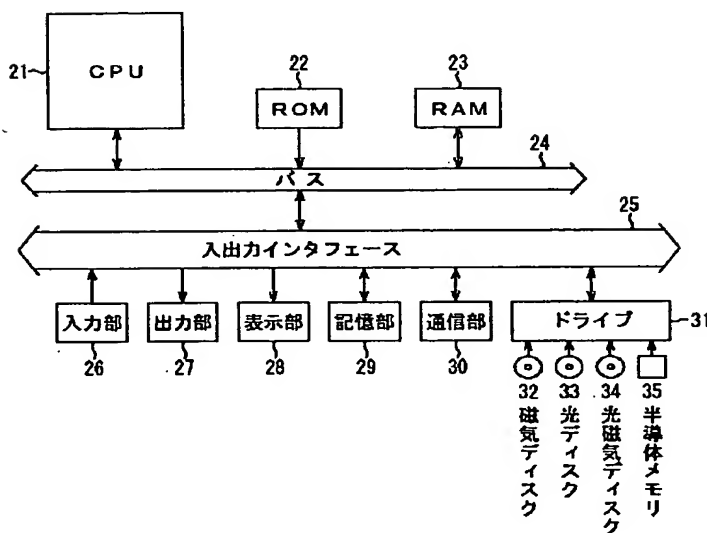 21
CPU
22
ROM
23
RAM
24
バス
25
入出力インタフェース
入力部
出力部
表示部
記憶部
通信部
ドライブ
31
26
27
28
29
30
32
33
34
35
磁気ディスク
光ディスク
光磁気ディスク
半導体メモリ